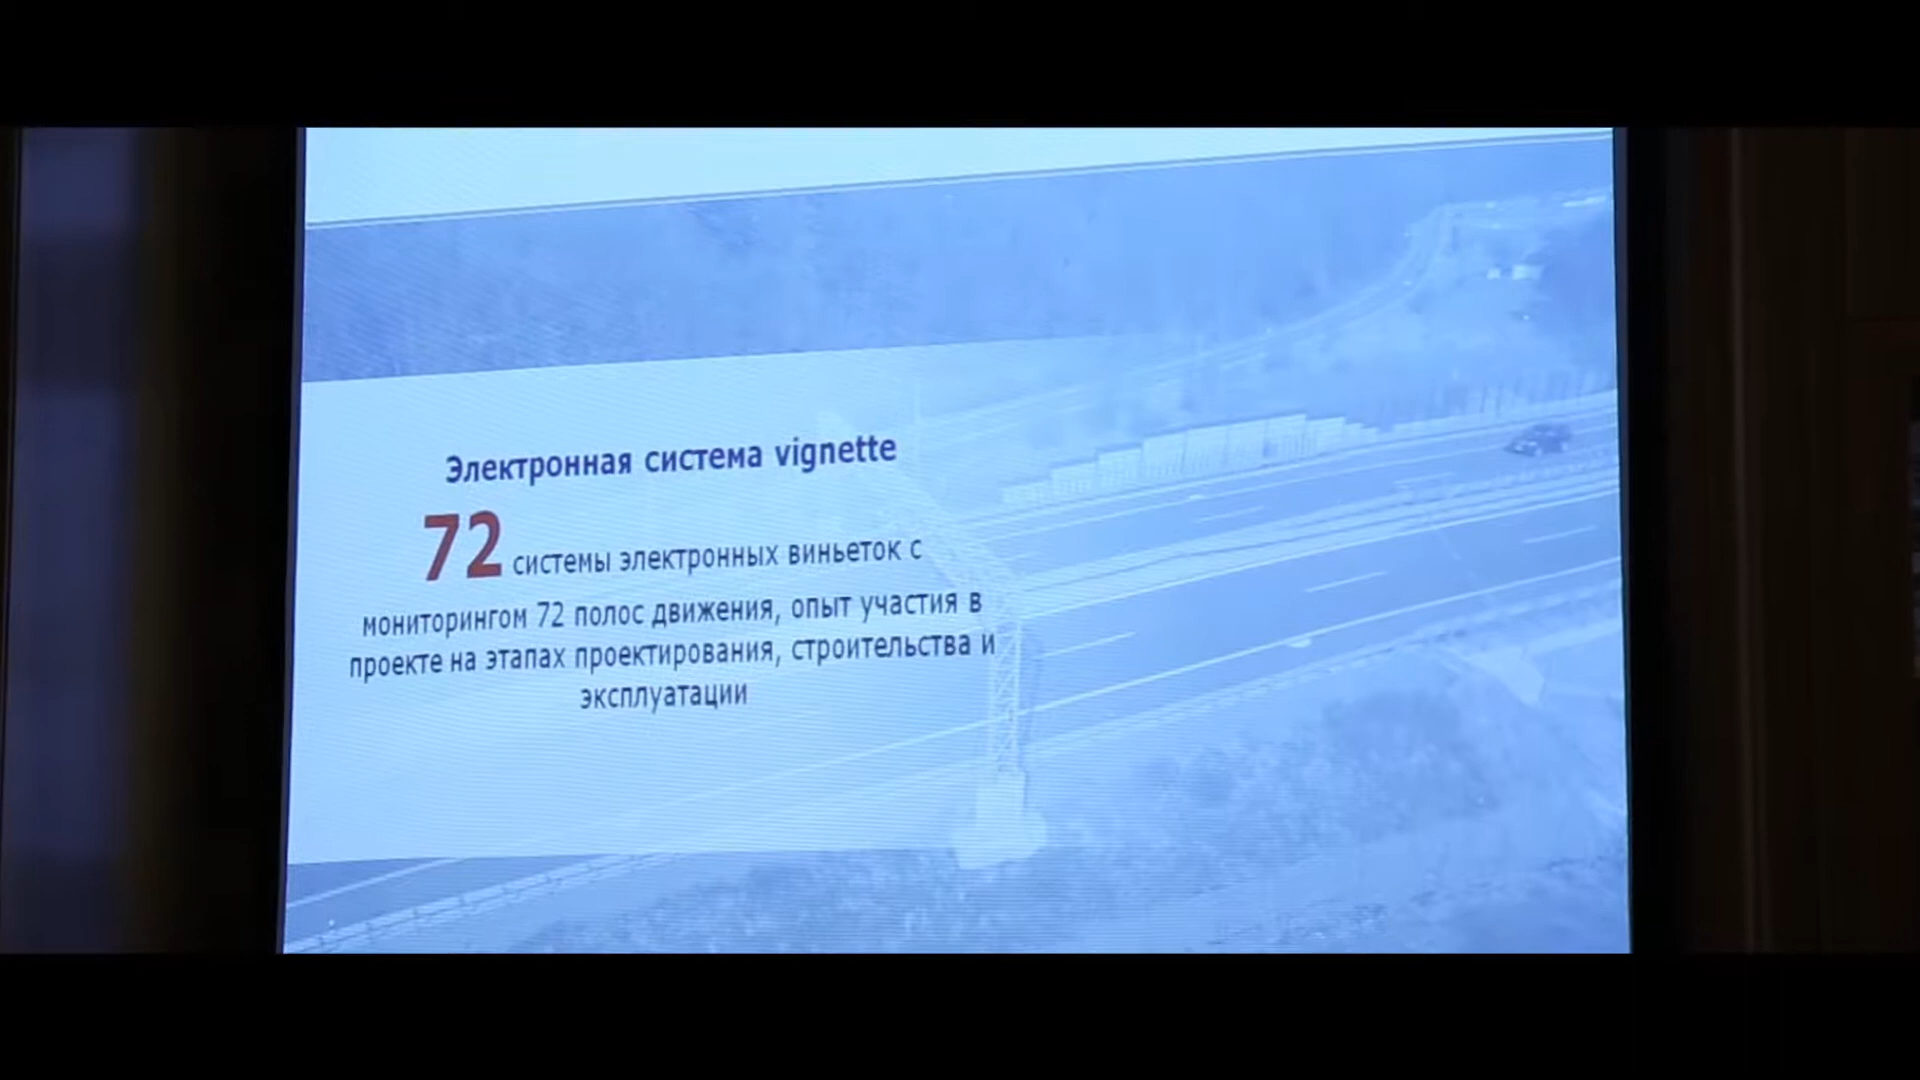 Электронная система vignette
72 системы электронных виньеток с
мониторингом 72 полос движения, опыт участия в
проекте на этапах проектирования, строительства и
эксплуатации